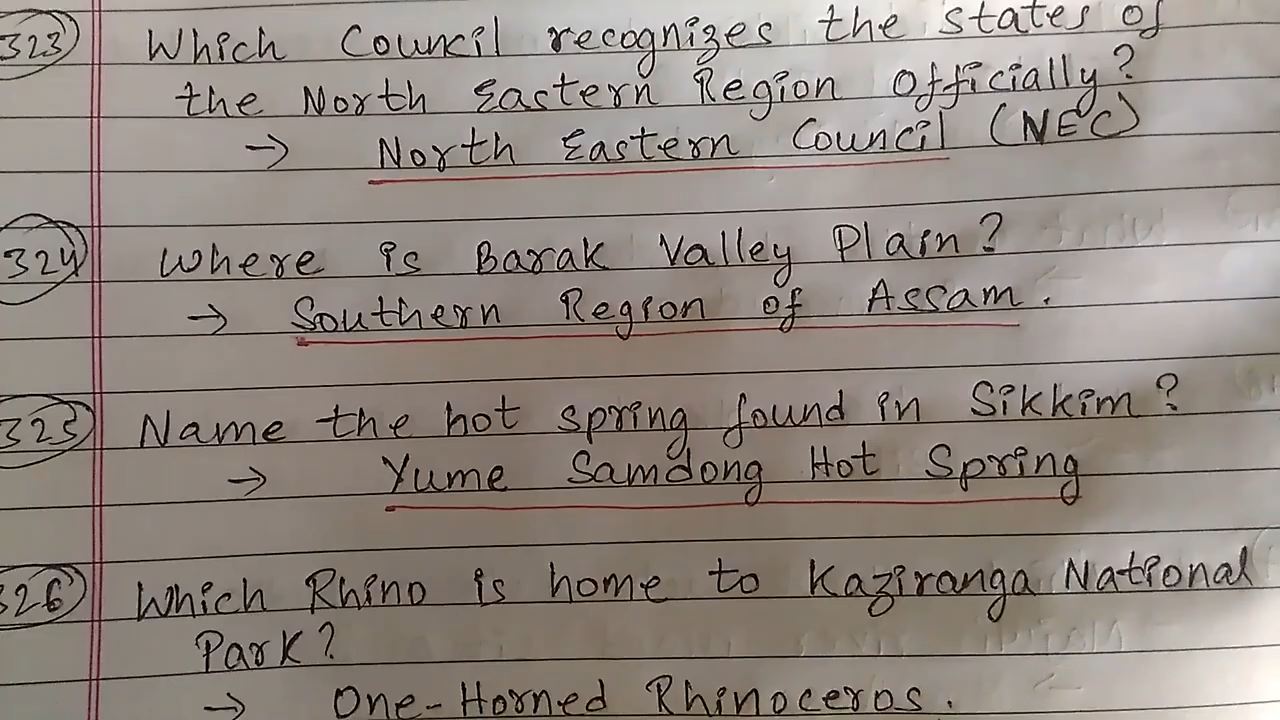 323 Which Council recognizes the states of
the North Eastern Region Officially?
→ North Eastern Council (NEC)
324 Where is Barak Valley Plain?
→ Southern Region of Assam.
325 Name the hot spring found in Sikkim?
→ Yume Samdong Hot Spring
326 Which Rhino is home to Kaziranga National
Park?
→ One-Horned Rhinoceros.